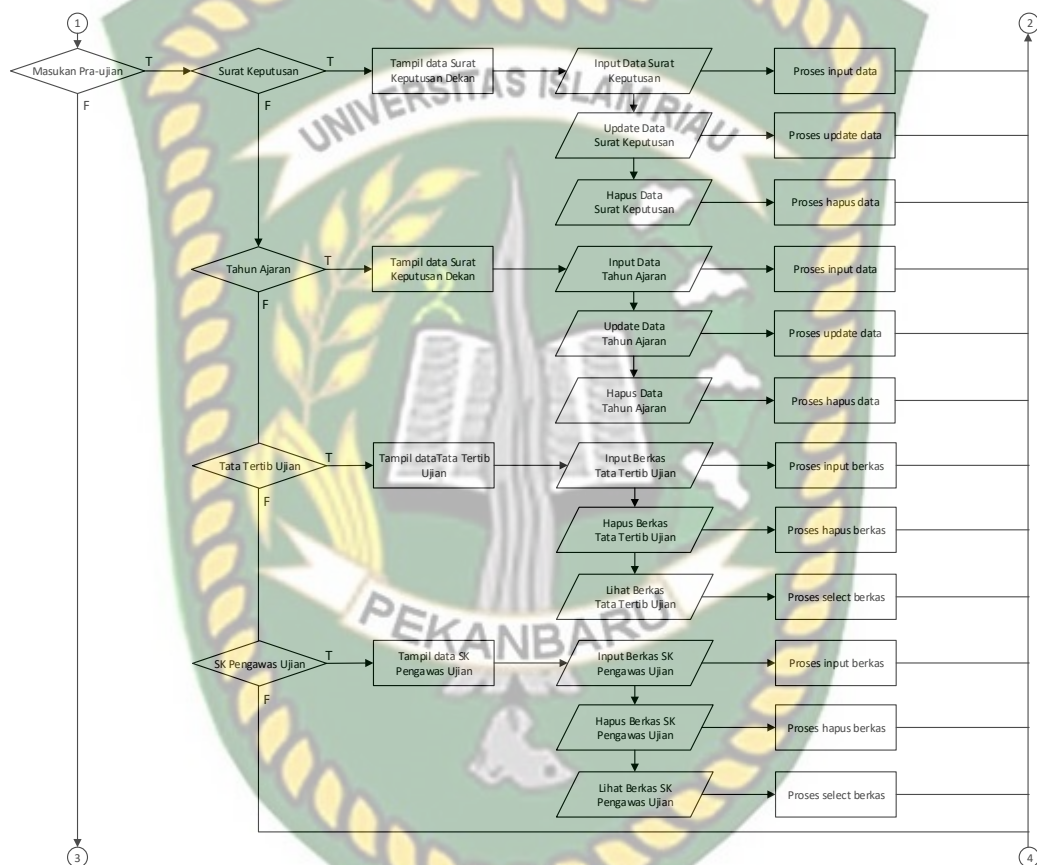 1
2
Masukan Pra-ujian
T
F
Surat Keputusan
T
F
Tampil data Surat
Keputusan Dekan
Input Data Surat
Keputusan
Proses input data
UNIVERSITAS ISLAM RIAU
Update Data
Surat Keputusan
Proses update data
Hapus Data
Surat Keputusan
Proses hapus data
Tahun Ajaran
T
F
Tampil data Surat
Keputusan Dekan
Input Data
Tahun Ajaran
Proses input data
Update Data
Tahun Ajaran
Proses update data
Hapus Data
Tahun Ajaran
Proses hapus data
Tata Tertib Ujian
T
F
Tampil dataTata Tertib
Ujian
Input Berkas
Tata Tertib Ujian
Proses input berkas
Hapus Berkas
Tata Tertib Ujian
Proses hapus berkas
Lihat Berkas
Tata Tertib Ujian
Proses select berkas
PEKANBARU
SK Pengawas Ujian
T
F
Tampil data SK
Pengawas Ujian
Input Berkas SK
Pengawas Ujian
Proses input berkas
Hapus Berkas SK
Pengawas Ujian
Proses hapus berkas
Lihat Berkas SK
Pengawas Ujian
Proses select berkas
3
4